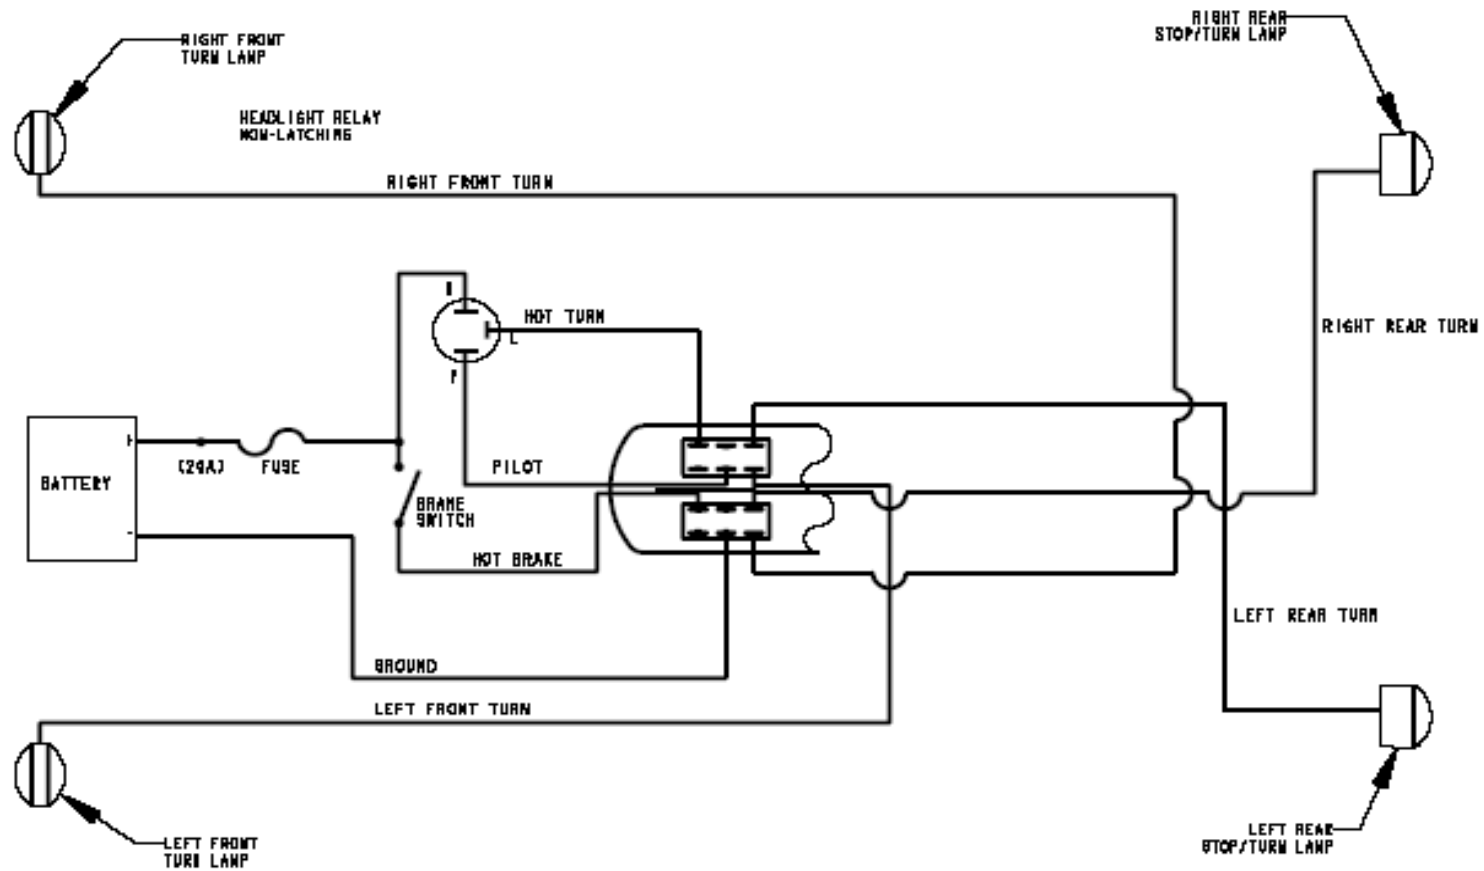 RIGHT FRONT
TURN LAMP
RIGHT REAR
STOP/TURN LAMP
HEADLIGHT RELAY
NON-LATCHING
RIGHT FRONT TURN
HOT TURN
L
P
RIGHT REAR TURN
+
(20A)
FUSE
PILOT
BATTERY
BRAKE
SWITCH
-
HOT BRAKE
LEFT REAR TURN
GROUND
LEFT FRONT TURN
LEFT FRONT
TURN LAMP
LEFT REAR
STOP/TURN LAMP